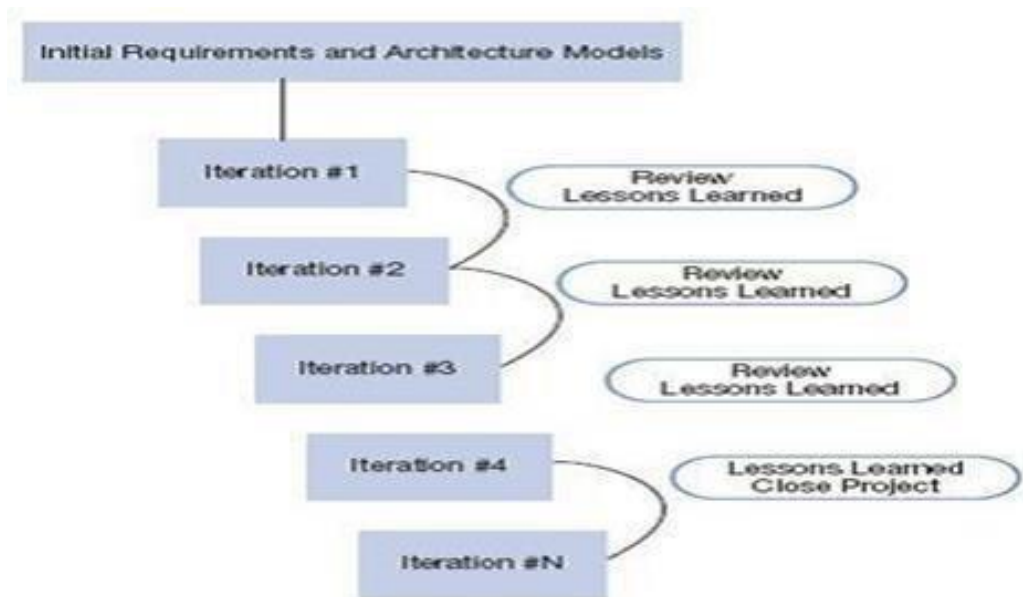 Initial Requirements and Architecture Models
Iteration #1
Review
Lessons Learned
Iteration #2
Review
Lessons Learned
Iteration #3
Review
Lessons Learned
Iteration #4
Lessons Learned
Close Project
Iteration #N